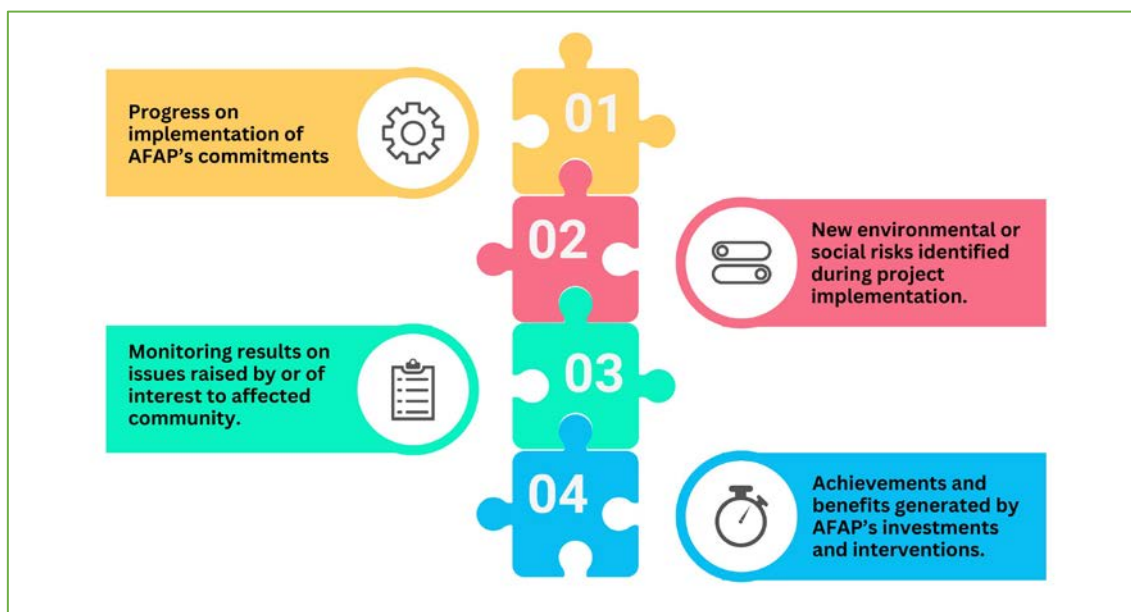 01
Progress on
implementation of
AFAP’s commitments
02
New environmental or
social risks identified
during project
implementation.
03
Monitoring results on
issues raised by or of
interest to affected
community.
04
Achievements and
benefits generated by
AFAP’s investments
and interventions.